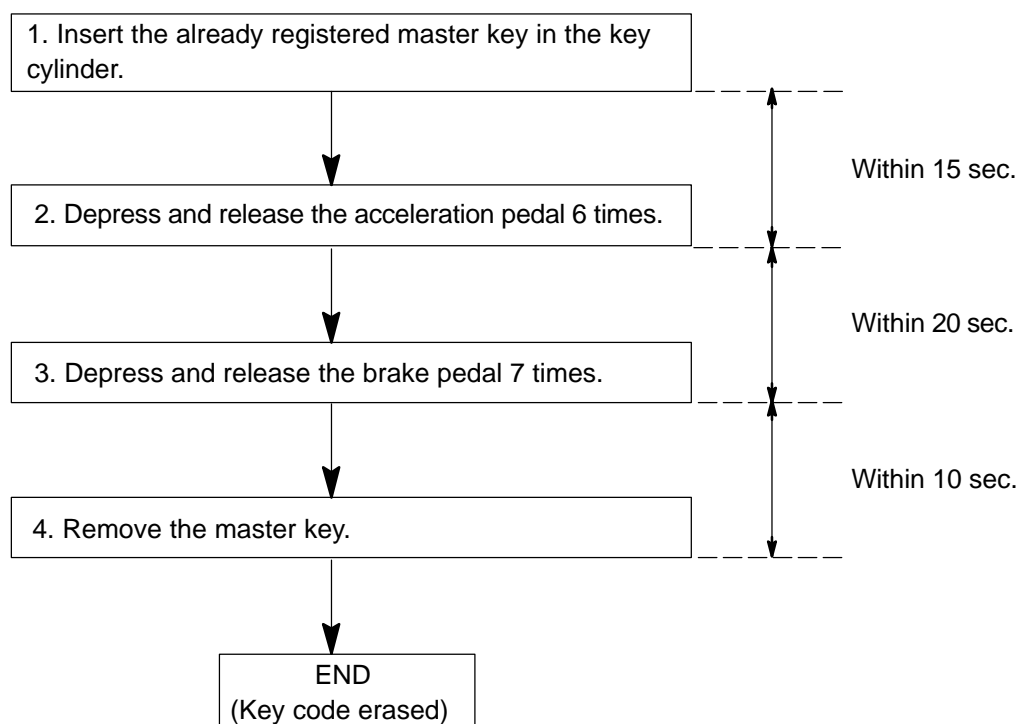 1. Insert the already registered master key in the key
cylinder.
Within 15 sec.
2. Depress and release the acceleration pedal 6 times.
Within 20 sec.
3. Depress and release the brake pedal 7 times.
Within 10 sec.
4. Remove the master key.
END
(Key code erased)